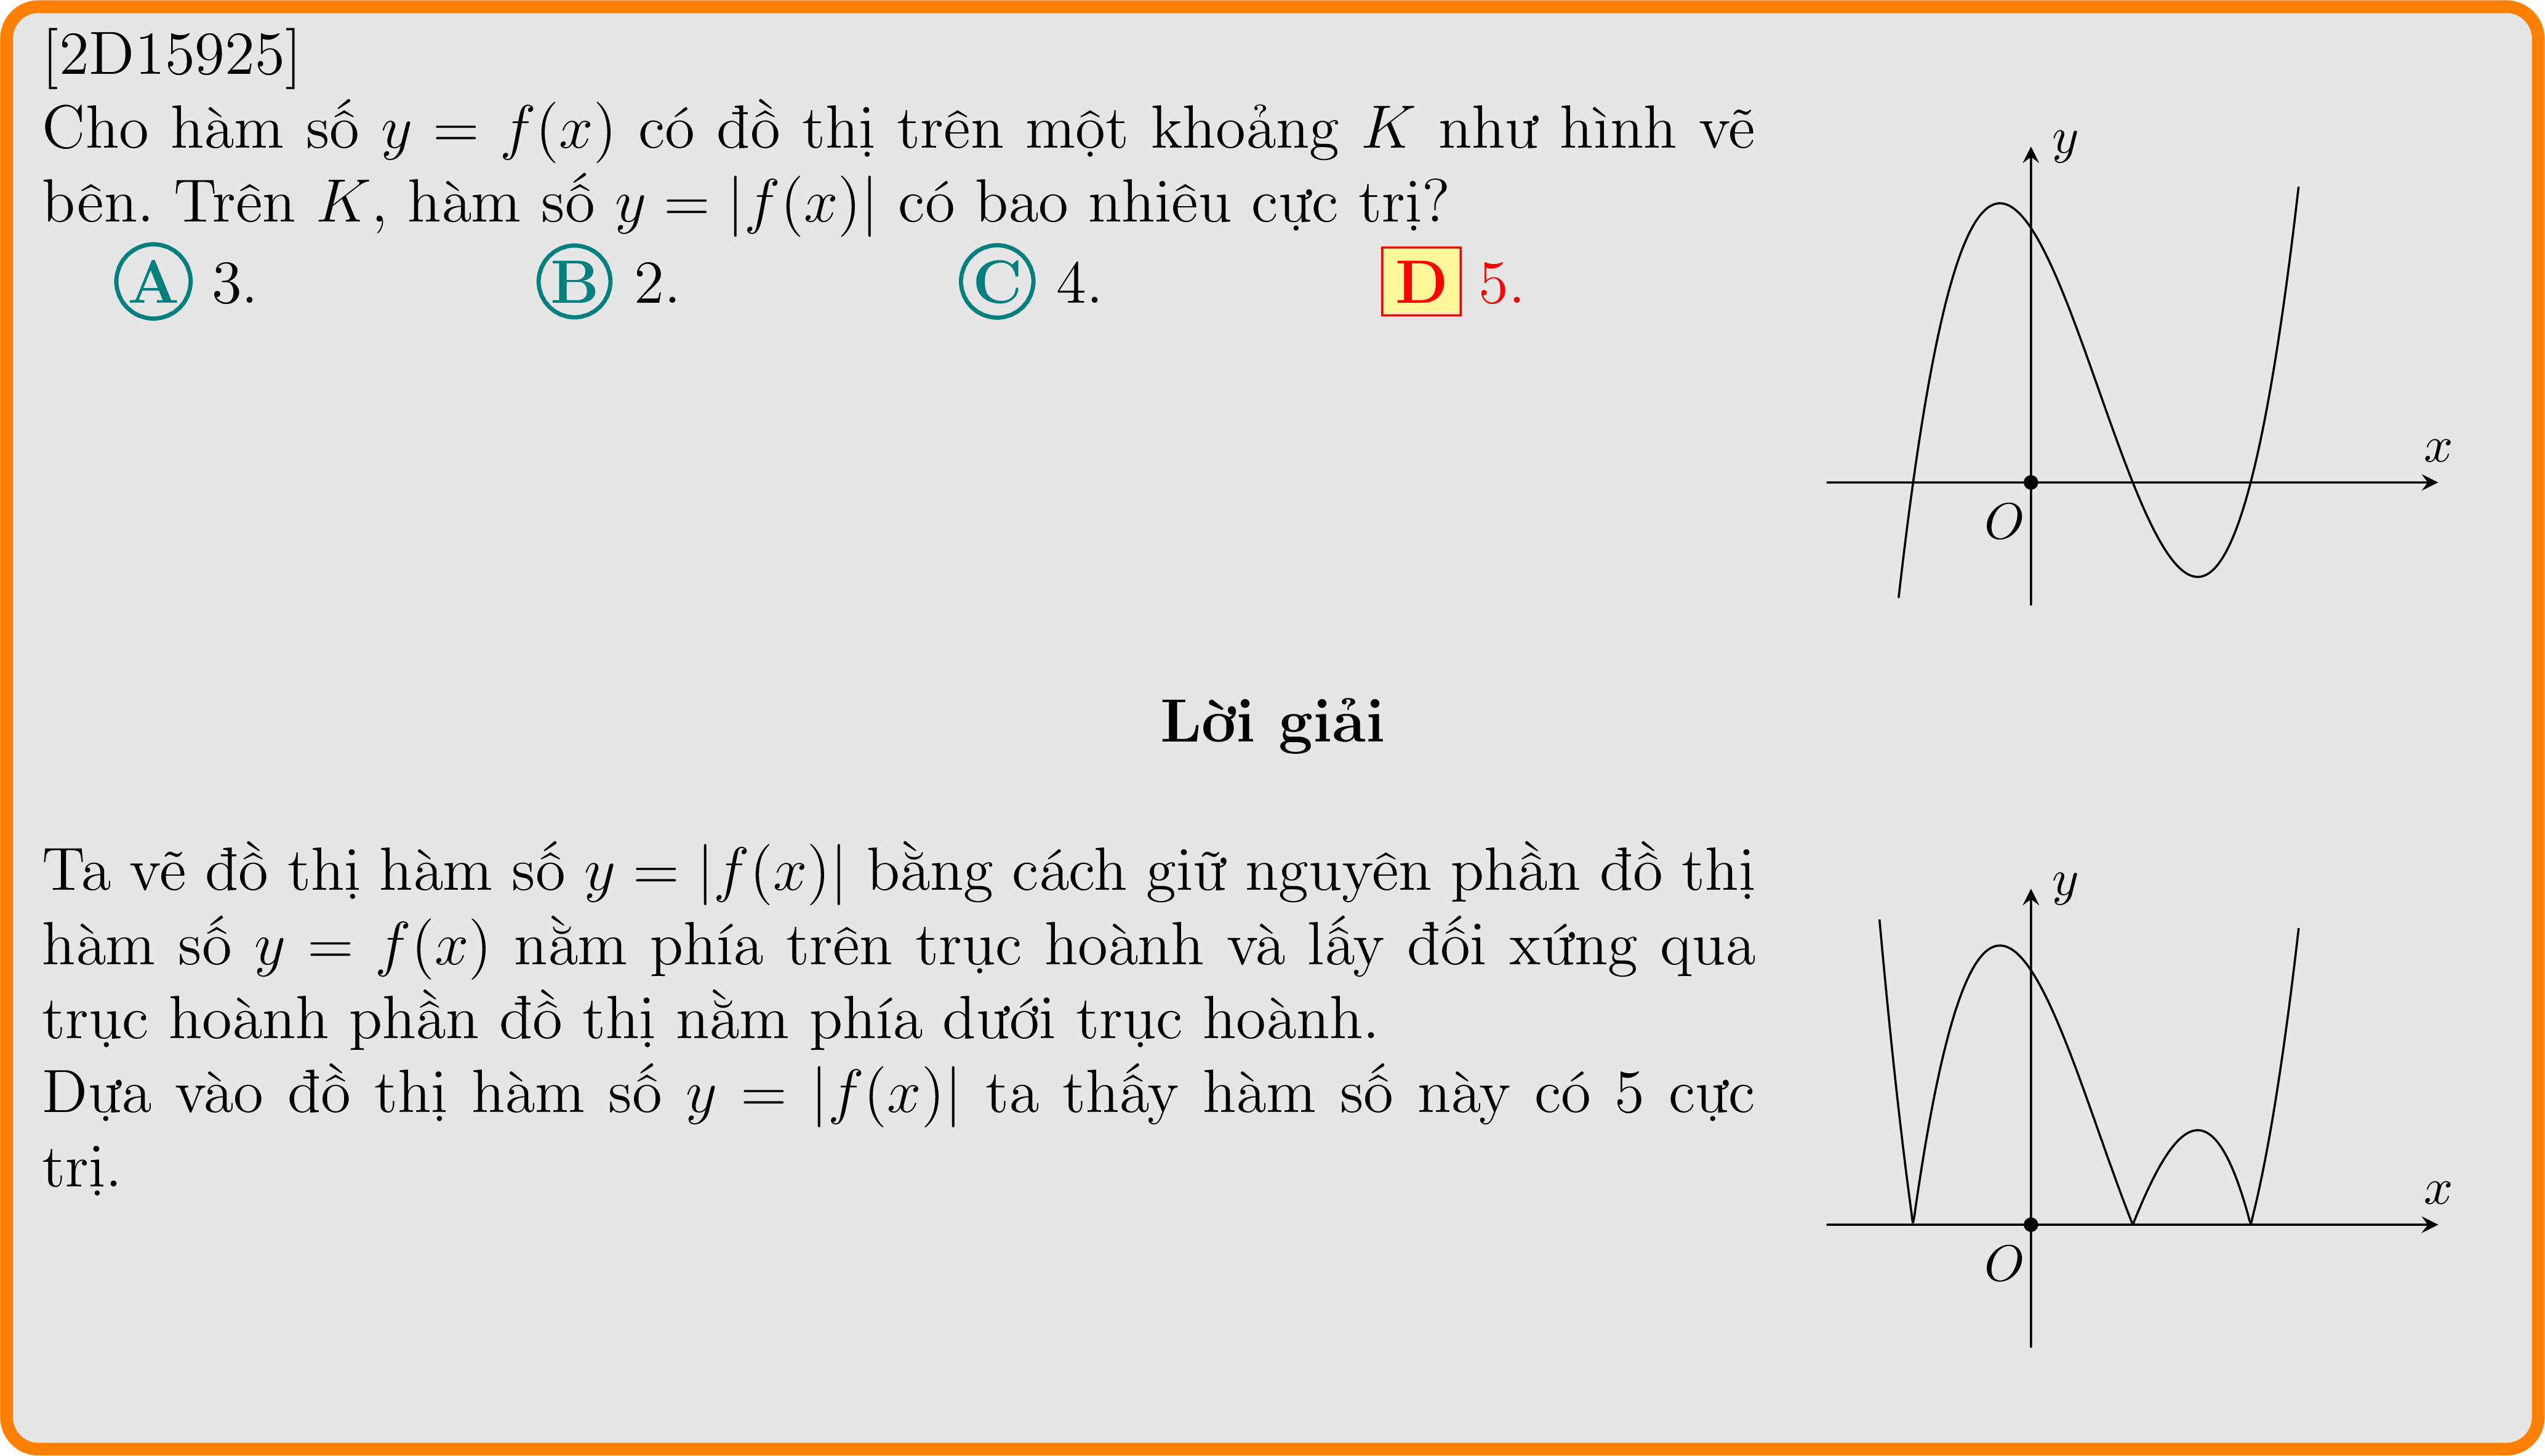 [2D15925]
Cho hàm số y = f(x) có đồ thị trên một khoảng K như hình vẽ
bên. Trên K, hàm số y = |f(x)| có bao nhiêu cực trị?
A 3. B 2. C 4. D 5.
y
x
O
Lời giải
Ta vẽ đồ thị hàm số y = |f(x)| bằng cách giữ nguyên phần đồ thị
hàm số y = f(x) nằm phía trên trục hoành và lấy đối xứng qua
trục hoành phần đồ thị nằm phía dưới trục hoành.
Dựa vào đồ thị hàm số y = |f(x)| ta thấy hàm số này có 5 cực
trị.
y
x
O